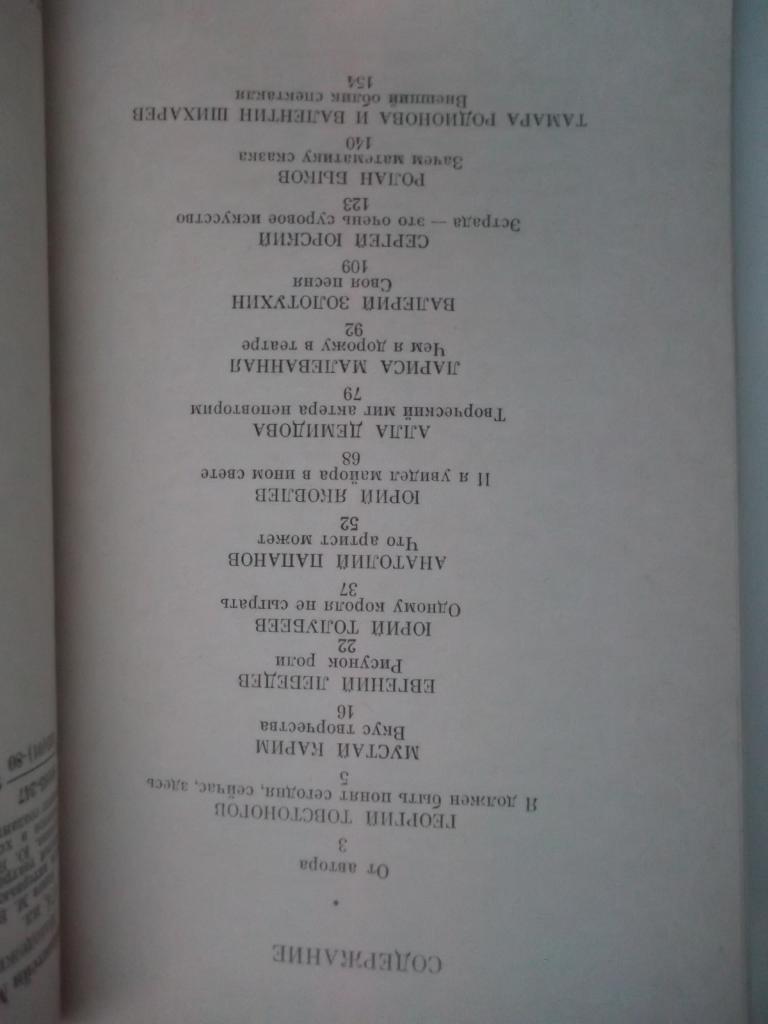 СОДЕРЖАНИЕ
•
От автора
3
ГЕОРГИЙ ТОВСТОНОГОВ
Я должен быть понят сегодня, сейчас, здесь
5
МУСТАЙ КАРИМ
Вкус творчества
16
ЕВГЕНИЙ ЛЕБЕДЕВ
Рисунок роли
22
ЮРИЙ ТОЛУБЕЕВ
Одному короля не сыграть
37
АНАТОЛИЙ ПАПАНОВ
Что артист может
52
ЮРИЙ ЯКОВЛЕВ
И я увидел майора в ином свете
68
АЛЛА ДЕМИДОВА
Творческий миг актера неповторим
79
ЛАРИСА МАЛЕВАННАЯ
Чем я дорожу в театре
92
ВАЛЕРИЙ ЗОЛОТУХИН
Своя песня
109
СЕРГЕЙ ЮРСКИЙ
Эстрада — это очень суровое искусство
123
РОЛАН БЫКОВ
Зачем математику сказка
140
ТАМАРА РОДИОНОВА И ВАЛЕНТИН ШИХАРЕВ
Внешний облик спектакля
154